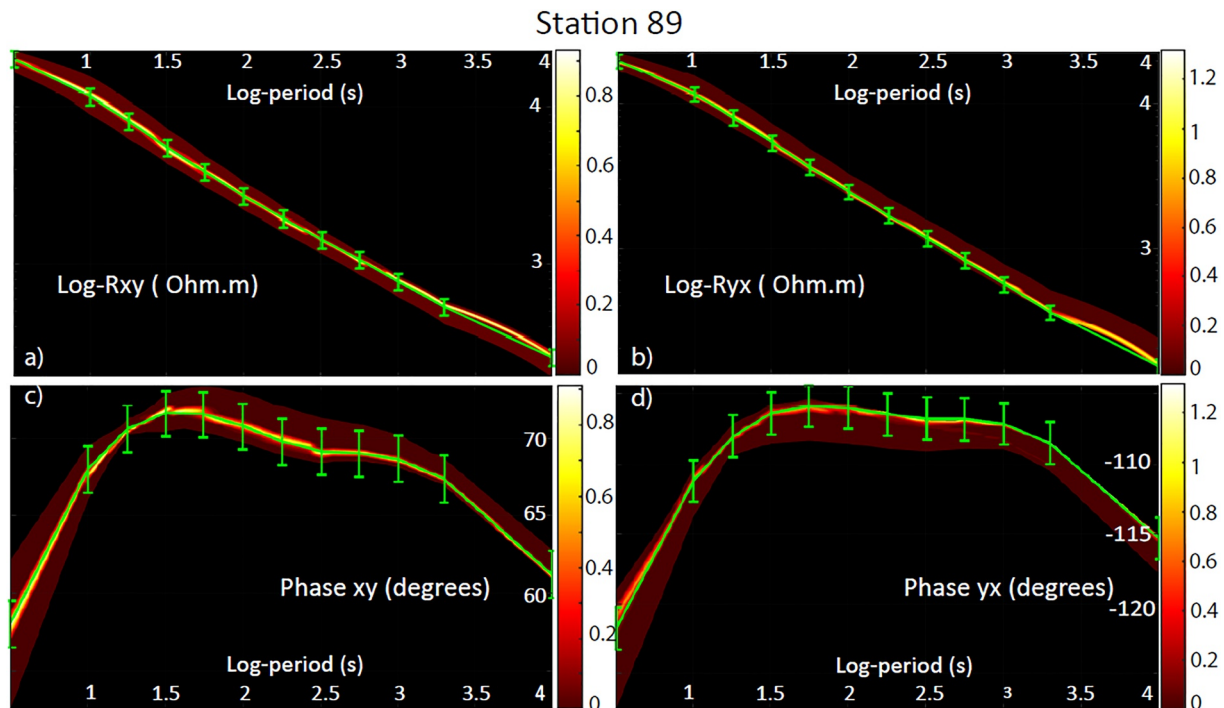 Station 89
1 1.5 2 2.5 3 3.5 4
Log-period (s)
4
3
Log-Rxy ( Ohm.m)
a)
0.8
0.6
0.4
0.2
0
1 1.5 2 2.5 3 3.5 4
Log-period (s)
4
3
Log-Ryx ( Ohm.m)
b)
1.2
1
0.8
0.6
0.4
0.2
0
c)
70
65
60
Phase xy (degrees)
Log-period (s)
1 1.5 2 2.5 3 3.5 4
0.8
0.6
0.4
0.2
0
d)
-110
-115
-120
Phase yx (degrees)
Log-period (s)
1 1.5 2 2.5 3 3.5 4
1.2
1
0.8
0.6
0.4
0.2
0